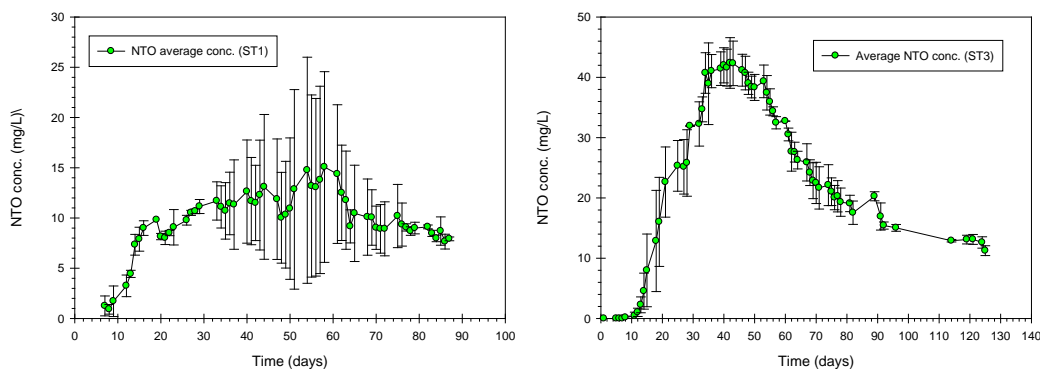 30
25
20
15
10
5
0
NTO conc. (mg/L)\
NTO average conc. (ST1)
0 10 20 30 40 50 60 70 80 90 100
Time (days)
50
40
30
20
10
0
NTO conc. (mg/L)
Average NTO conc. (ST3)
0 10 20 30 40 50 60 70 80 90 100 110 120 130 140
Time (days)